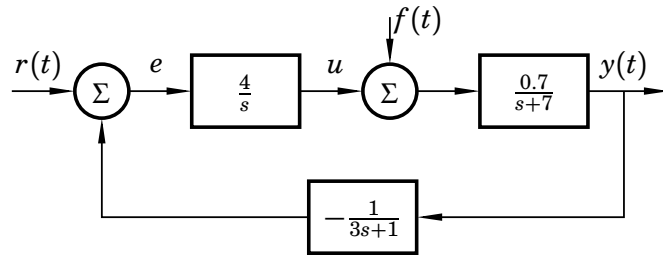 f(t)
r(t) Σ e 4/s u Σ 0.7/(s+7) y(t)
−1/(3s+1)